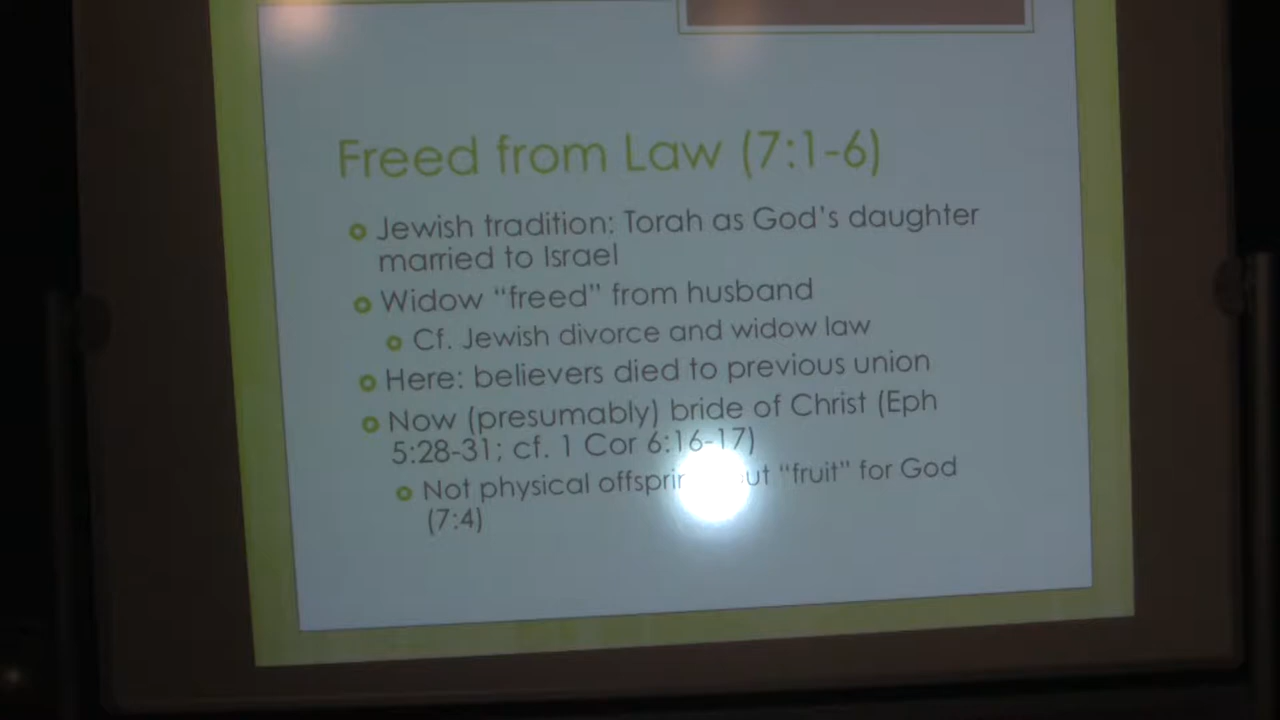 Freed from Law (7:1-6)
Jewish tradition: Torah as God's daughter
married to Israel
Widow “freed” from husband
Cf. Jewish divorce and widow law
Here: believers died to previous union
Now (presumably) bride of Christ (Eph
5:28-31; cf. 1 Cor 6:16-17)
Not physical “fruit” for God
(7:4)